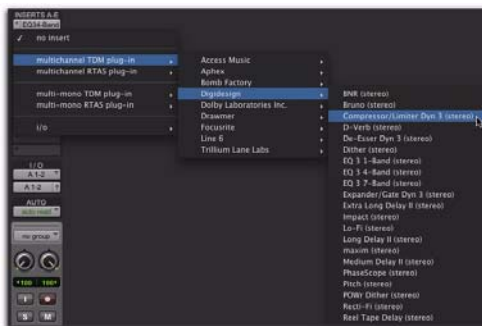 INSERTS A-E
EQ34-Band
✓ no insert
multichannel TDM plug-in
multichannel RTAS plug-in
multi-mono TDM plug-in
multi-mono RTAS plug-in
i/o
Access Music
Aphex
Bomb Factory
Digidesign
Dolby Laboratories Inc.
Drawmer
Focusrite
Line 6
Trillium Lane Labs
BNR (stereo)
Bruno (stereo)
Compressor/Limiter Dyn 3 (stereo)
D-Verb (stereo)
De-Esser Dyn 3 (stereo)
Dither (stereo)
EQ 3 1-Band (stereo)
EQ 3 4-Band (stereo)
EQ 3 7-Band (stereo)
Expander/Gate Dyn 3 (stereo)
Extra Long Delay II (stereo)
Impact (stereo)
Lo-Fi (stereo)
Long Delay II (stereo)
maxim (stereo)
Medium Delay II (stereo)
PhaseScope (stereo)
Pitch (stereo)
POWr Dither (stereo)
Recti-Fi (stereo)
Reel Tape Delay (stereo)
I / O
A 1-2
A 1-2
AUTO
auto read
no group
100 100
I
S M